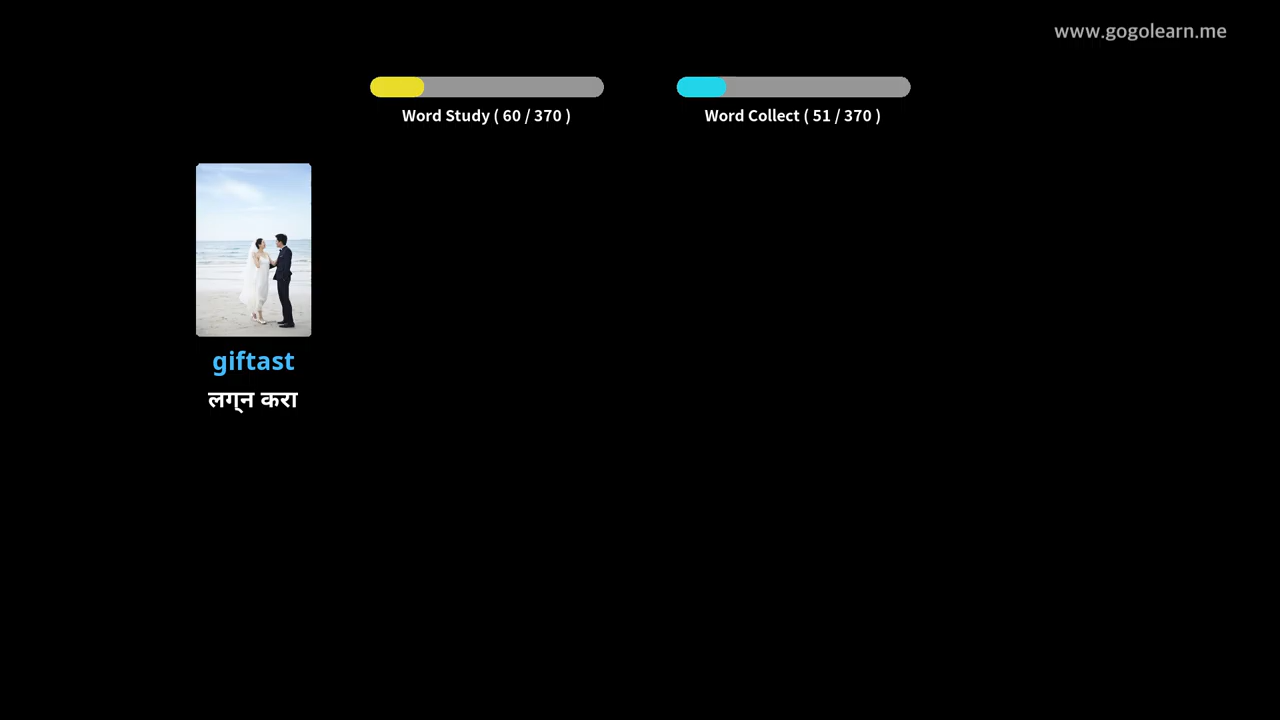 www.gogolearn.me
Word Study ( 60 / 370 )
Word Collect ( 51 / 370 )
giftast
लग्‌न करा